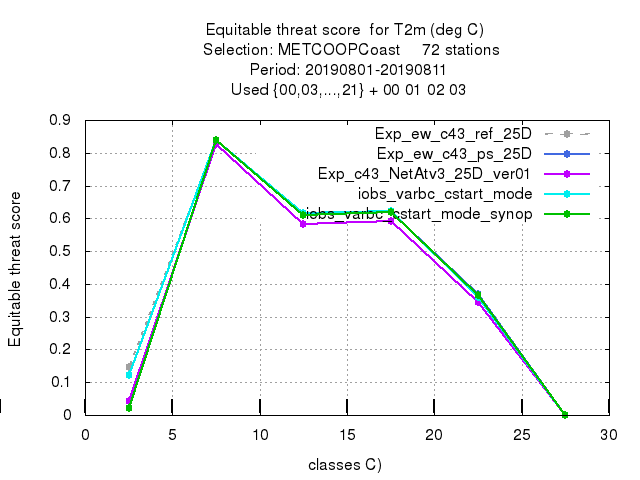 Equitable threat score  for T2m (deg C)
Selection: METCOOPCoast     72 stations
Period: 20190801-20190811
Used {00,03,...,21} + 00 01 02 03
Equitable threat score
0.9
0.8
0.7
0.6
0.5
0.4
0.3
0.2
0.1
0
Exp_ew_c43_ref_25D
Exp_ew_c43_ps_25D
Exp_c43_NetAtv3_25D_ver01
iobs_varbc_cstart_mode
iobs_varbc_cstart_mode_synop
0 5 10 15 20 25 30
classes C)